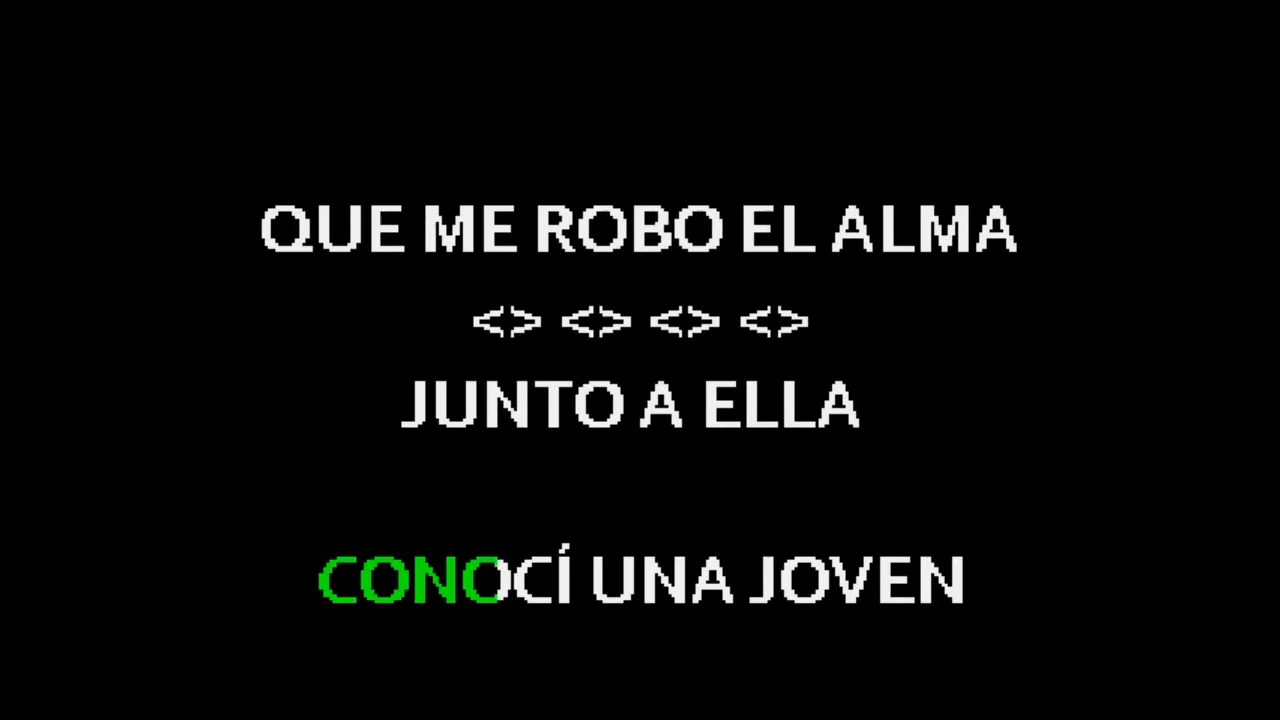 QUE ME ROBO EL ALMA
<> <> <> <>
JUNTO A ELLA
CONOCÍ UNA JOVEN